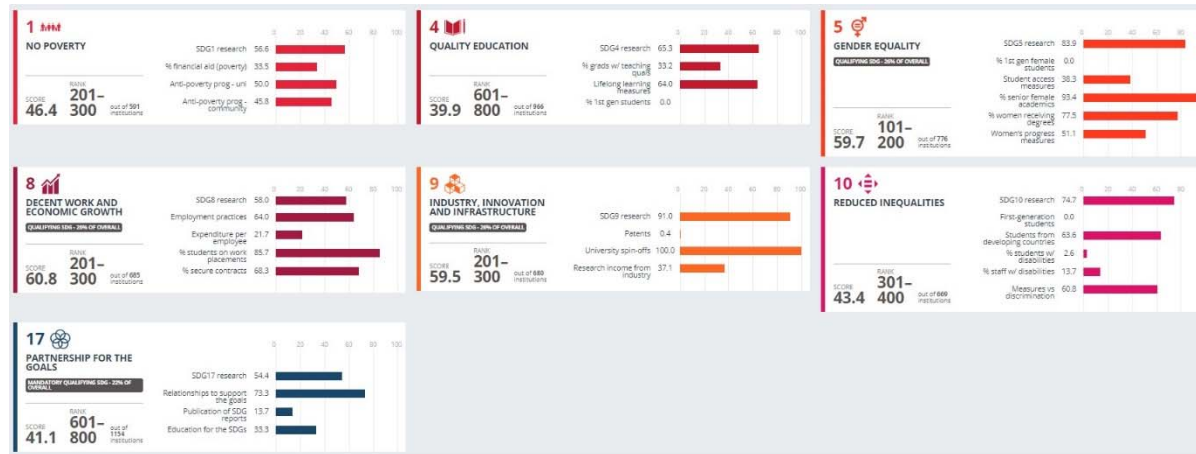 1
NO POVERTY
SCORE
46.4
RANK
201–
300
out of 591
institutions
0 20 40 60 80 100
SDG1 research 56.6
% financial aid (poverty) 33.5
Anti-poverty prog - uni 50.0
Anti-poverty prog -
community 45.8
4
QUALITY EDUCATION
SCORE
39.9
RANK
601–
800
out of 966
institutions
0 20 40 60 80 100
SDG4 research 65.3
% grads w/ teaching
quals 33.2
Lifelong learning
measures 64.0
% 1st gen students 0.0
5
GENDER EQUALITY
QUALIFYING SDG - 26% OF OVERALL
SCORE
59.7
RANK
101–
200
out of 776
institutions
0 20 40 60 80
SDG5 research 83.9
% 1st gen female
students 0.0
Student access
measures 38.3
% senior female
academics 93.4
% women receiving
degrees 77.5
Women's progress
measures 51.1
8
DECENT WORK AND
ECONOMIC GROWTH
QUALIFYING SDG - 26% OF OVERALL
SCORE
60.8
RANK
201–
300
out of 685
institutions
0 20 40 60 80 100
SDG8 research 58.0
Employment practices 64.0
Expenditure per
employee 21.7
% students on work
placements 85.7
% secure contracts 68.3
9
INDUSTRY, INNOVATION
AND INFRASTRUCTURE
QUALIFYING SDG - 26% OF OVERALL
SCORE
59.5
RANK
201–
300
out of 680
institutions
0 20 40 60 80 100
SDG9 research 91.0
Patents 0.4
University spin-offs 100.0
Research income from
industry 37.1
10
REDUCED INEQUALITIES
SCORE
43.4
RANK
301–
400
out of 669
institutions
0 20 40 60 80
SDG10 research 74.7
First-generation
students 0.0
Students from
developing countries 63.6
% students w/
disabilities 2.6
% staff w/ disabilities 13.7
Measures vs
discrimination 60.8
17
PARTNERSHIP FOR THE
GOALS
MANDATORY QUALIFYING SDG - 22% OF
OVERALL
SCORE
41.1
RANK
601–
800
out of
1154
institutions
0 20 40 60 80 100
SDG17 research 54.4
Relationships to support
the goals 73.3
Publication of SDG
reports 13.7
Education for the SDGs 33.3